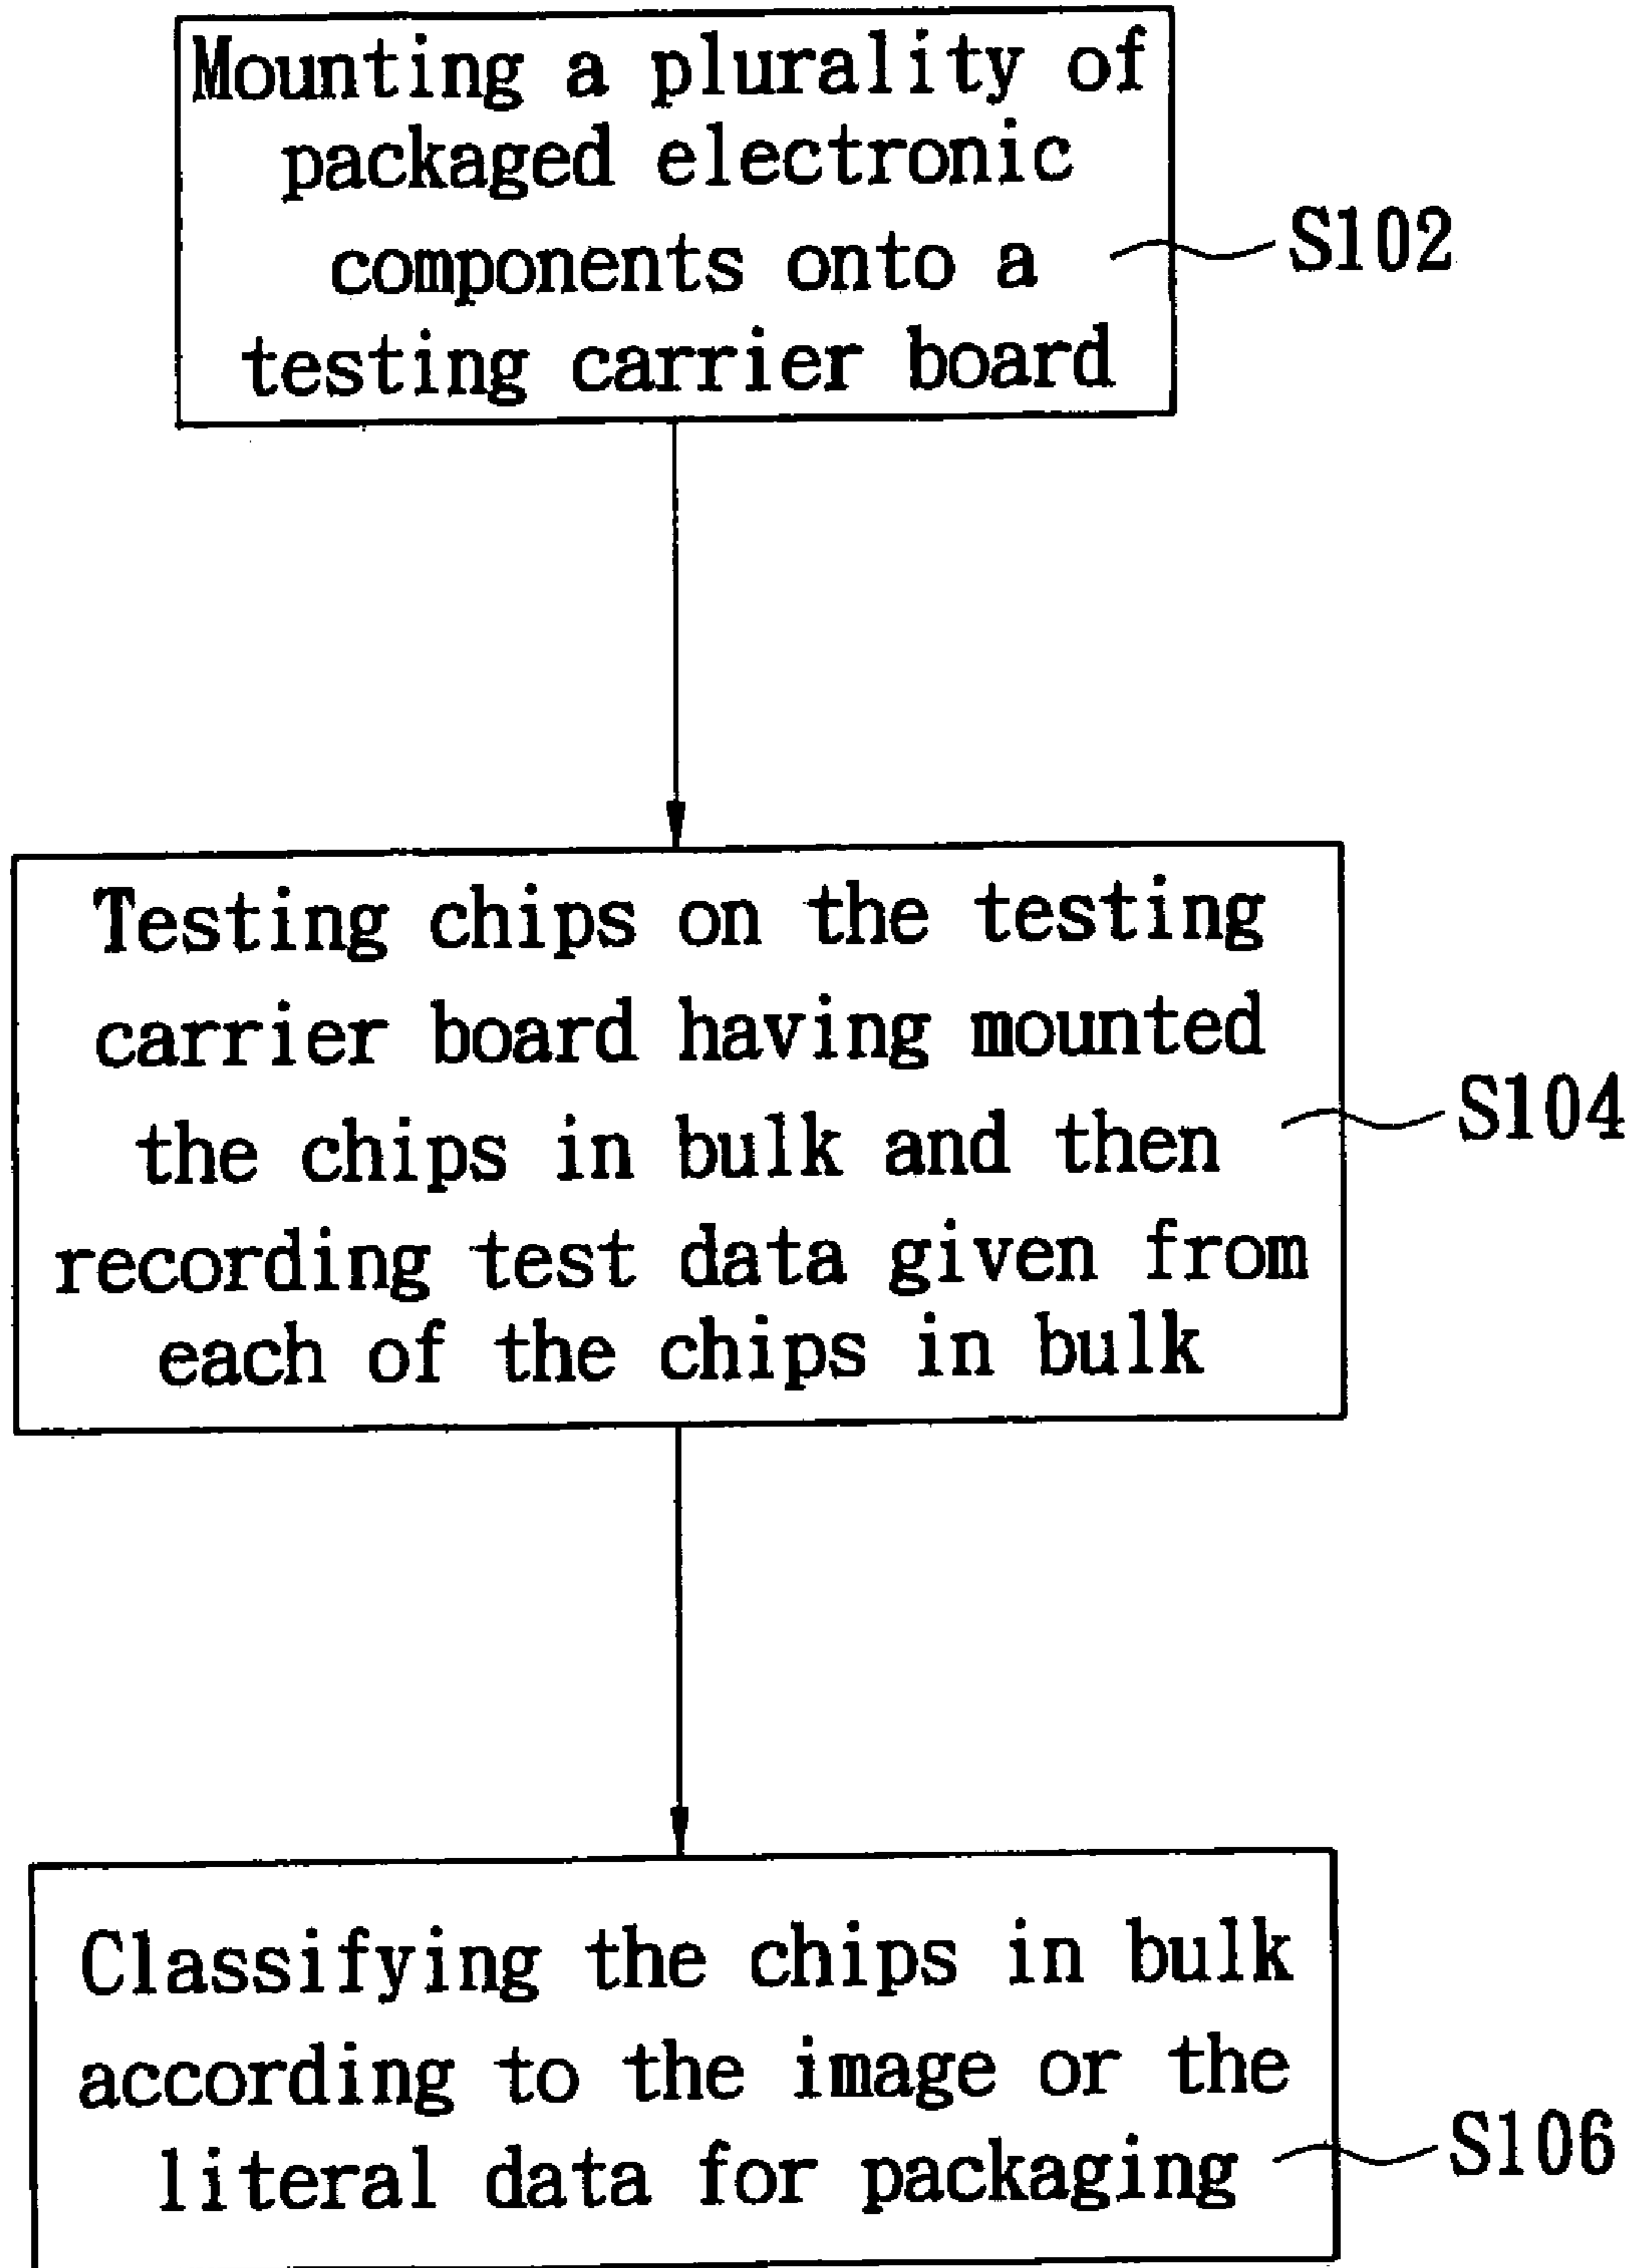 Mounting a plurality of
packaged electronic
components onto a
testing carrier board
S102
Testing chips on the testing
carrier board having mounted
the chips in bulk and then
recording test data given from
each of the chips in bulk
S104
Classifying the chips in bulk
according to the image or the
literal data for packaging
S106